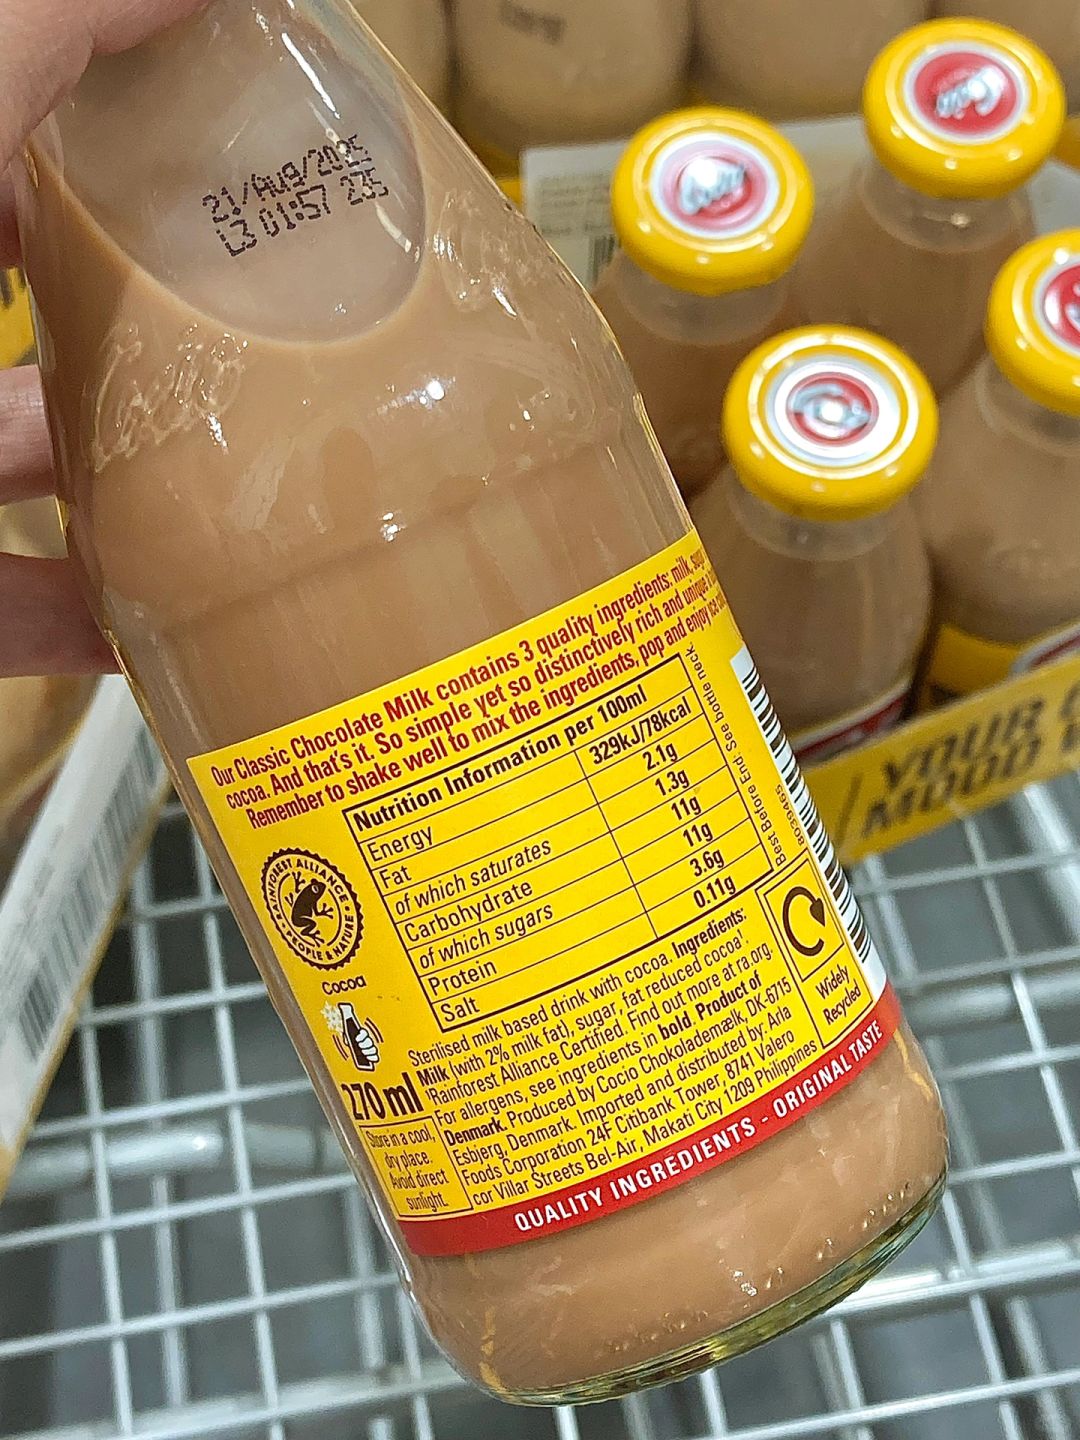 21/Aug/2025
L3 01:57 235
Cocio
Our Classic Chocolate Milk contains 3 quality ingredients: milk,
cocoa. And that's it. So simple yet so distinctively rich and unique
Remember to shake well to mix the ingredients, pop and enjoy ice
Nutrition Information per 100ml
Energy 329kJ/78kcal
Fat 2.1g
of which saturates 1.3g
Carbohydrate 11g
of which sugars 11g
Protein 3.6g
Salt 0.11g
Best Before End: See bottle neck
8039465
RAINFOREST ALLIANCE
PEOPLE & NATURE
Cocoa
270ml
Store in a cool,
dry place.
Avoid direct
sunlight.
Sterilised milk based drink with cocoa. Ingredients:
Milk (with 2% milk fat), sugar, fat reduced cocoa¹.
¹Rainforest Alliance Certified. Find out more at ra.org.
For allergens, see ingredients in bold. Product of
Denmark. Produced by Cocio Chokolademælk, DK-6715
Esbjerg, Denmark. Imported and distributed by: Arla
Foods Corporation 24F Citibank Tower, 8741 Valero
cor Villar Streets Bel-Air, Makati City 1209 Philippines
Widely
Recycled
QUALITY INGREDIENTS - ORIGINAL TASTE
Cocio
Cocio
YOUR
MOOD